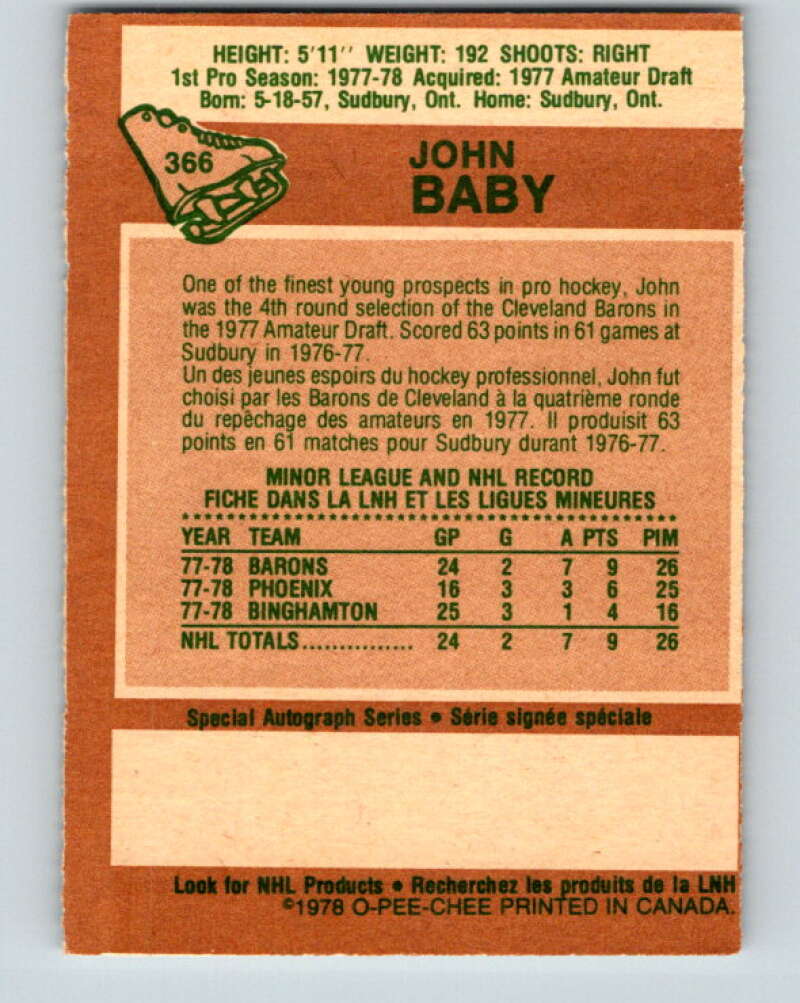 HEIGHT: 5'11'' WEIGHT: 192 SHOOTS: RIGHT
1st Pro Season: 1977-78 Acquired: 1977 Amateur Draft
Born: 5-18-57, Sudbury, Ont. Home: Sudbury, Ont.
366
JOHN
BABY
One of the finest young prospects in pro hockey, John
was the 4th round selection of the Cleveland Barons in
the 1977 Amateur Draft. Scored 63 points in 61 games at
Sudbury in 1976-77.
Un des jeunes espoirs du hockey professionnel, John fut
choisi par les Barons de Cleveland à la quatrième ronde
du repêchage des amateurs en 1977. Il produisit 63
points en 61 matches pour Sudbury durant 1976-77.
MINOR LEAGUE AND NHL RECORD
FICHE DANS LA LNH ET LES LIGUES MINEURES
YEAR TEAM GP G A PTS PIM
77-78 BARONS 24 2 7 9 26
77-78 PHOENIX 16 3 3 6 25
77-78 BINGHAMTON 25 3 1 4 16
NHL TOTALS............... 24 2 7 9 26
Special Autograph Series • Série signée spéciale
Look for NHL Products • Recherchez les produits de la LNH
©1978 O-PEE-CHEE PRINTED IN CANADA.